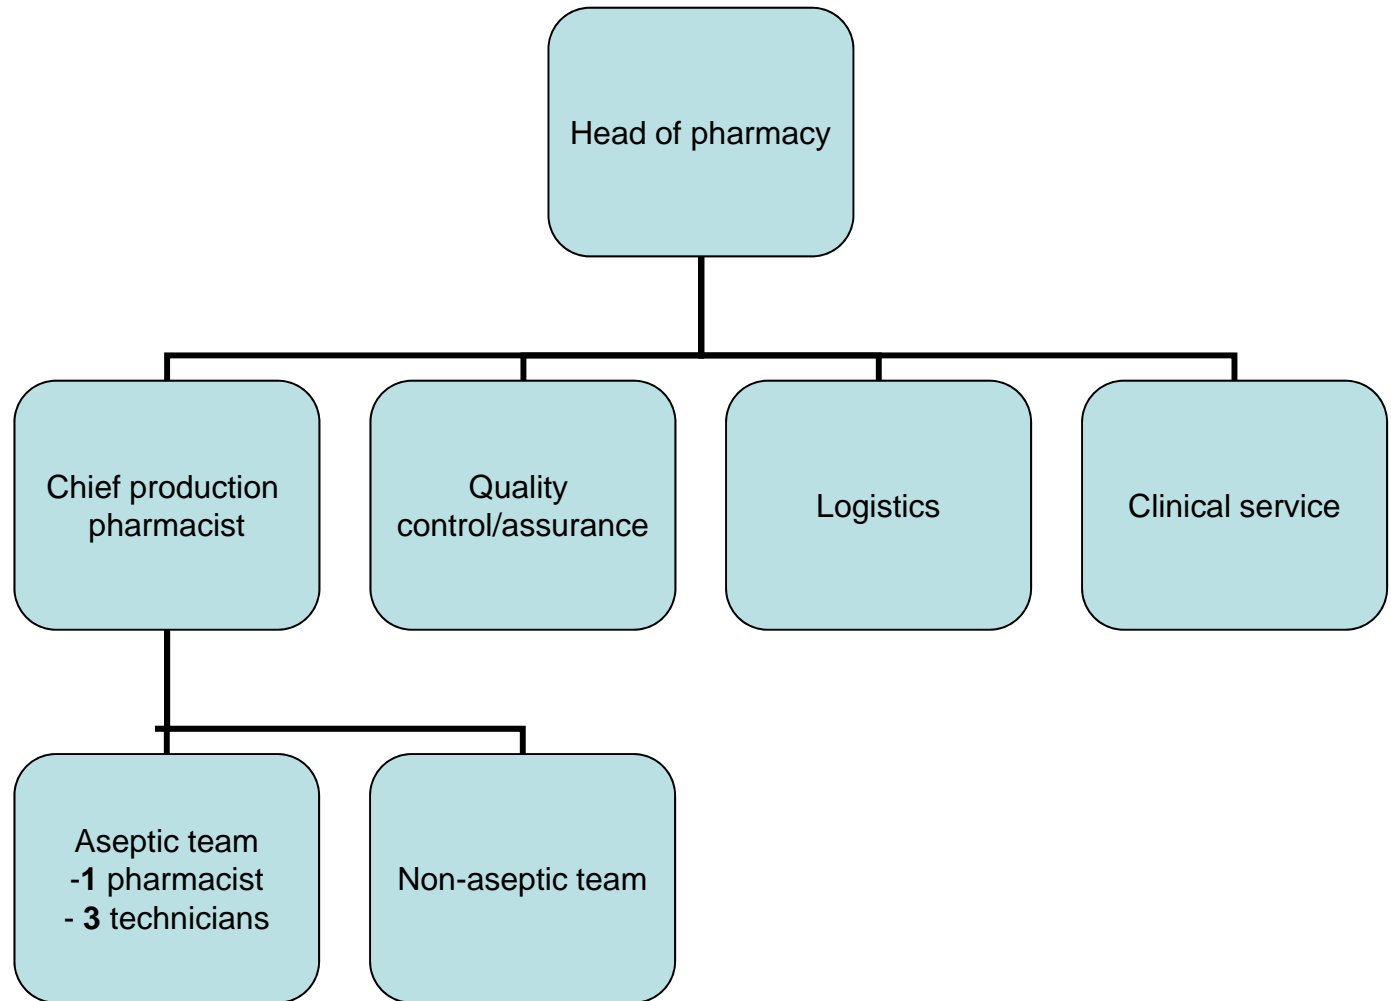 Head of pharmacy
Chief production
pharmacist
Quality
control/assurance
Logistics
Clinical service
Aseptic team
-1 pharmacist
- 3 technicians
Non-aseptic team